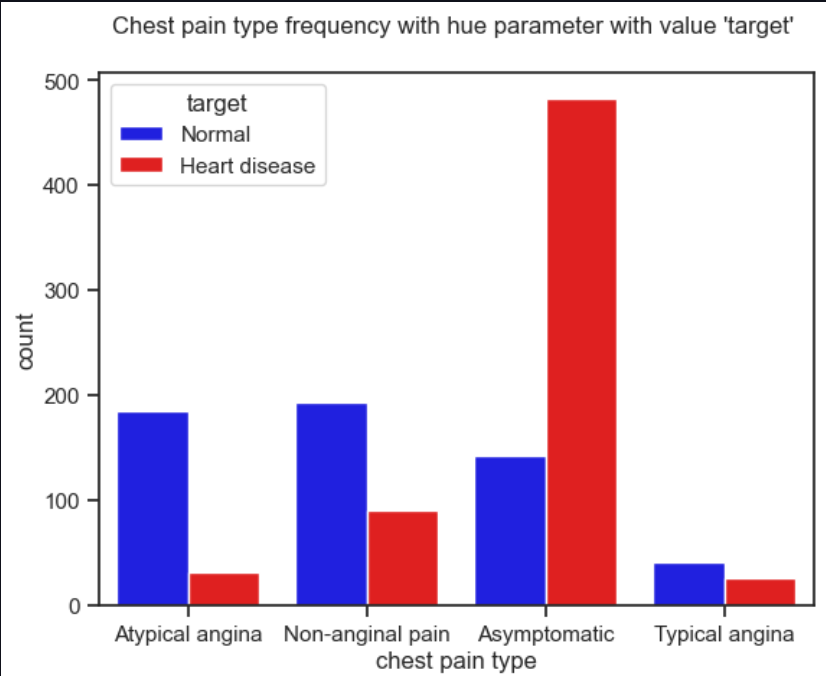 Chest pain type frequency with hue parameter with value 'target'
500
400
300
200
100
0
count
target
Normal
Heart disease
Atypical angina
Non-anginal pain
Asymptomatic
Typical angina
chest pain type